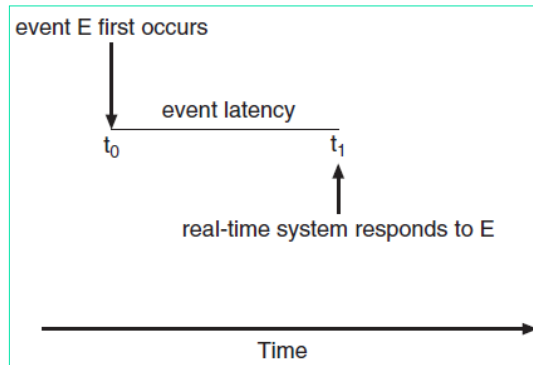 event E first occurs
event latency
t0
t1
real-time system responds to E
Time